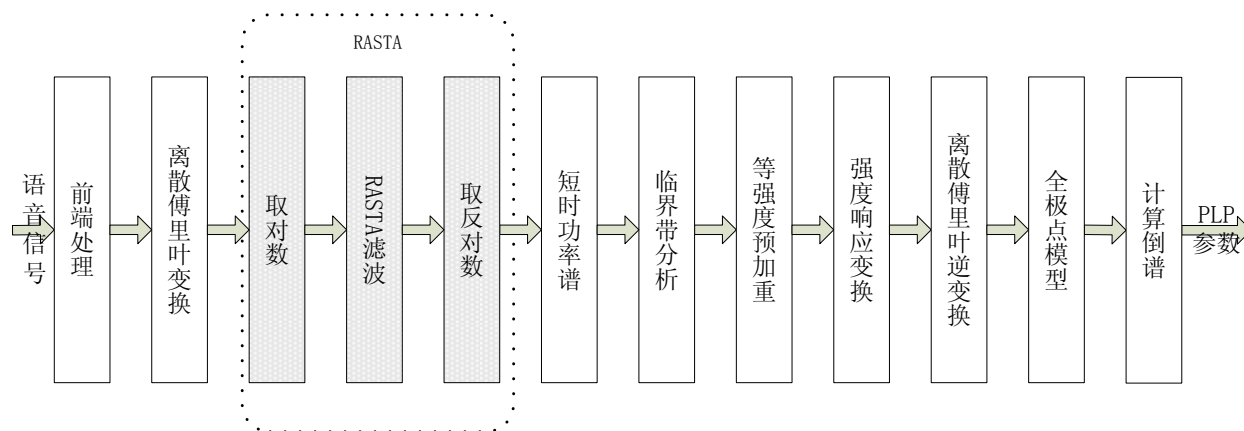 RASTA
语音信号
前端处理
离散傅里叶变换
取对数
RASTA滤波
取反对数
短时功率谱
临界带分析
等强度预加重
强度响应变换
离散傅里叶逆变换
全极点模型
计算倒谱
PLP
参数